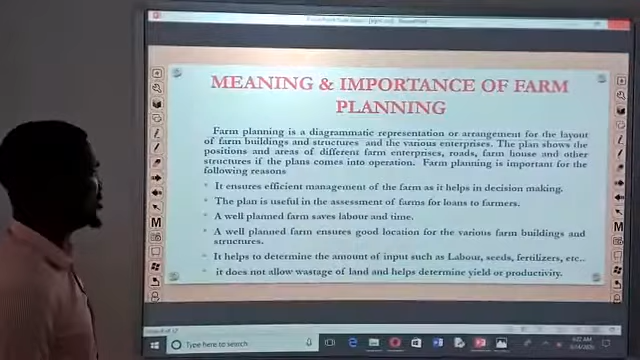 MEANING & IMPORTANCE OF FARM
PLANNING
Farm planning is a diagrammatic representation or arrangement for the layout
of farm buildings and structures and the various enterprises. The plan shows the
positions and areas of different farm enterprises, roads, farm house and other
structures if the plans comes into operation. Farm planning is important for the
following reasons
It ensures efficient management of the farm as it helps in decision making.
The plan is useful in the assessment of farms for loans to farmers.
A well planned farm saves labour and time.
A well planned farm ensures good location for the various farm buildings and
structures.
It helps to determine the amount of input such as Labour, seeds, fertilizers, etc..
it does not allow wastage of land and helps determine yield or productivity.
Type here to search